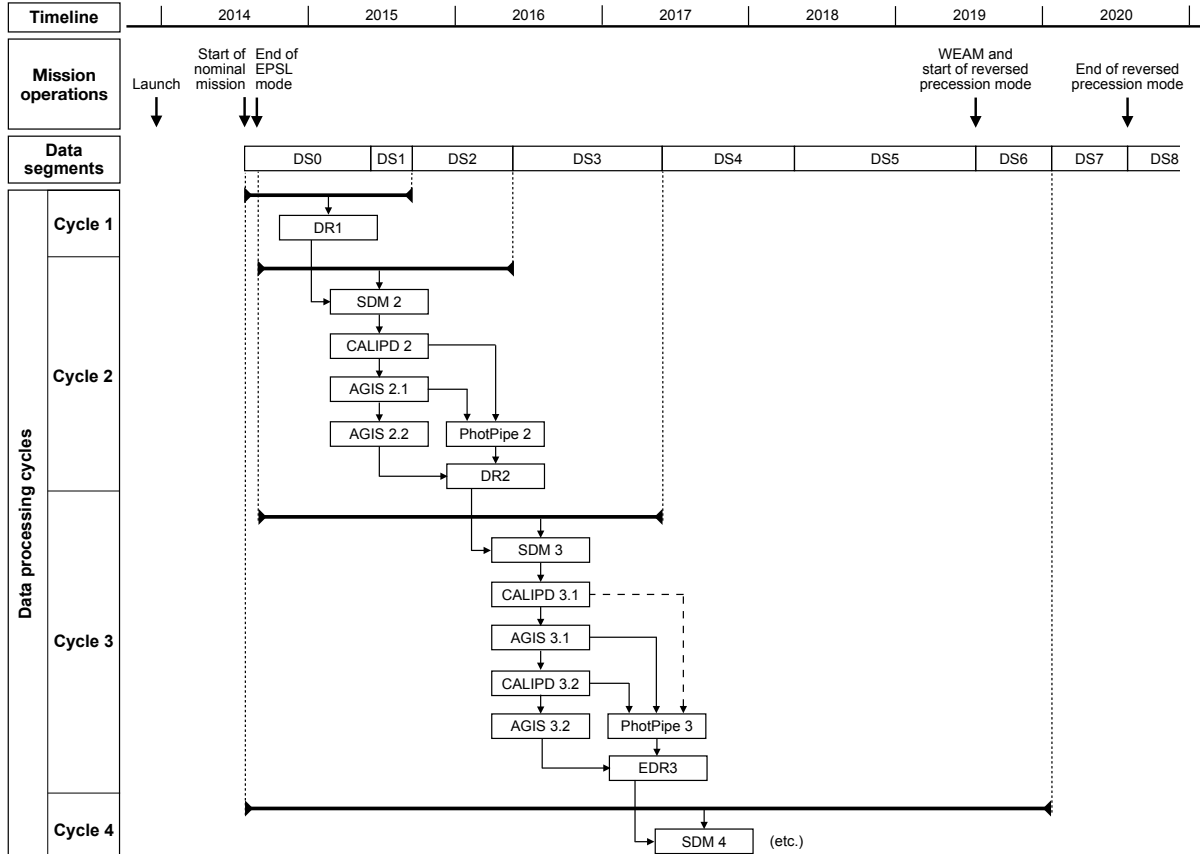 Timeline
2014
2015
2016
2017
2018
2019
2020
Mission
operations
Launch
Start of
nominal
mission
End of
EPSL
mode
WEAM and
start of reversed
precession mode
End of reversed
precession mode
Data
segments
DS0
DS1
DS2
DS3
DS4
DS5
DS6
DS7
DS8
Data processing cycles
Cycle 1
DR1
Cycle 2
SDM 2
CALIPD 2
AGIS 2.1
AGIS 2.2
PhotPipe 2
DR2
Cycle 3
SDM 3
CALIPD 3.1
AGIS 3.1
CALIPD 3.2
AGIS 3.2
PhotPipe 3
EDR3
Cycle 4
SDM 4
(etc.)